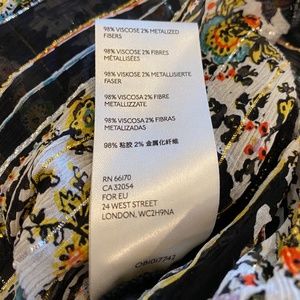 98% VISCOSE 2% METALIZED
FIBERS
98% VISCOSE 2% FIBRES
MÉTALLISÉES
98% VISKOSE 2% METALLISIERTE
FASER
98% VISCOSA 2% FIBRE
METALLIZZATE
98% VISCOSA 2% FIBRAS
METALIZADAS
98% 粘胶 2% 金属化纤维
RN 66170
CA 32054
FOR EU
24 WEST STREET
LONDON, WC2H9NA